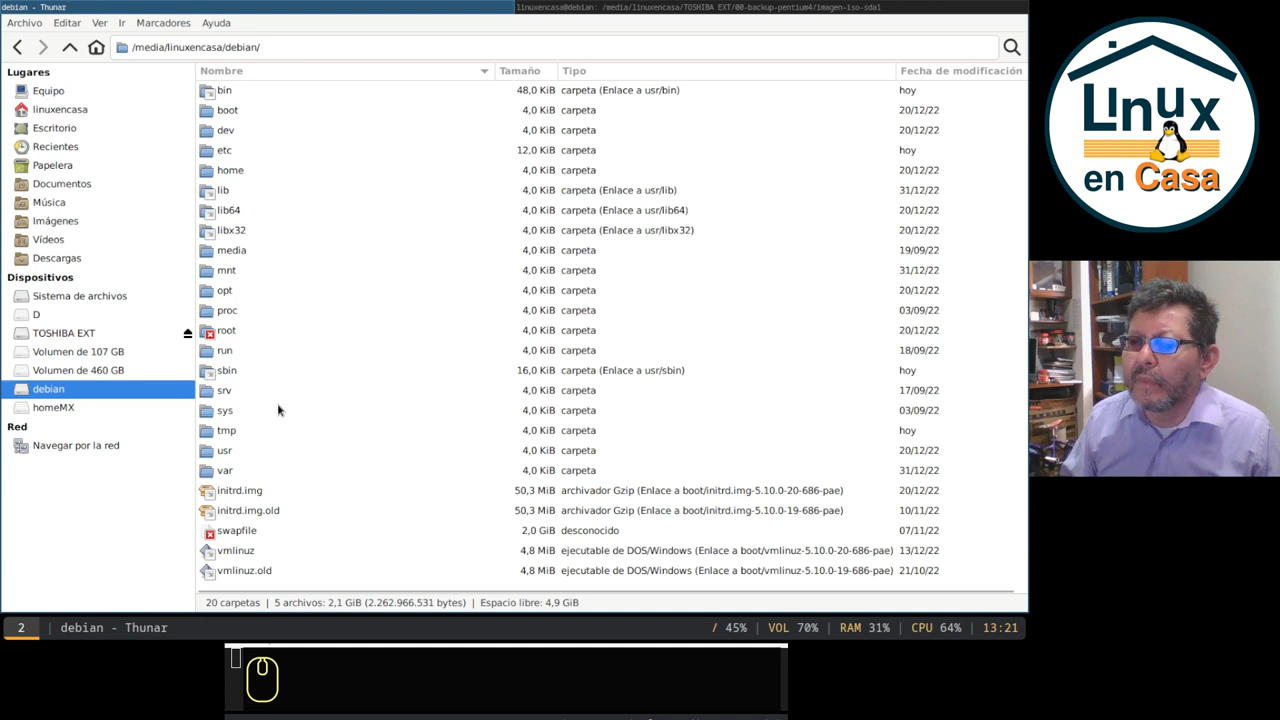 debian - Thunar
linuxencasa@debian: /media/linuxencasa/TOSHIBA EXT/00-backup-pentium4/imagen-iso-sda1
Archivo Editar Ver Ir Marcadores Ayuda
/media/linuxencasa/debian/
Lugares
Equipo
linuxencasa
Escritorio
Recientes
Papelera
Documentos
Música
Imágenes
Vídeos
Descargas
Dispositivos
Sistema de archivos
D
TOSHIBA EXT
Volumen de 107 GB
Volumen de 460 GB
debian
homeMX
Red
Navegar por la red
Nombre Tamaño Tipo Fecha de modificación
bin 48,0 KiB carpeta (Enlace a usr/bin) hoy
boot 4,0 KiB carpeta 20/12/22
dev 4,0 KiB carpeta 20/12/22
etc 12,0 KiB carpeta hoy
home 4,0 KiB carpeta 20/12/22
lib 4,0 KiB carpeta (Enlace a usr/lib) 31/12/22
lib64 4,0 KiB carpeta (Enlace a usr/lib64) 20/12/22
libx32 4,0 KiB carpeta (Enlace a usr/libx32) 20/12/22
media 4,0 KiB carpeta 19/09/22
mnt 4,0 KiB carpeta 31/12/22
opt 4,0 KiB carpeta 20/12/22
proc 4,0 KiB carpeta 03/09/22
root 4,0 KiB carpeta 20/12/22
run 4,0 KiB carpeta 18/09/22
sbin 16,0 KiB carpeta (Enlace a usr/sbin) hoy
srv 4,0 KiB carpeta 17/09/22
sys 4,0 KiB carpeta 03/09/22
tmp 4,0 KiB carpeta hoy
usr 4,0 KiB carpeta 20/12/22
var 4,0 KiB carpeta 31/12/22
initrd.img 50,3 MiB archivador Gzip (Enlace a boot/initrd.img-5.10.0-20-686-pae) 20/12/22
initrd.img.old 50,3 MiB archivador Gzip (Enlace a boot/initrd.img-5.10.0-19-686-pae) 10/11/22
swapfile 2,0 GiB desconocido 07/11/22
vmlinuz 4,8 MiB ejecutable de DOS/Windows (Enlace a boot/vmlinuz-5.10.0-20-686-pae) 13/12/22
vmlinuz.old 4,8 MiB ejecutable de DOS/Windows (Enlace a boot/vmlinuz-5.10.0-19-686-pae) 21/10/22
20 carpetas | 5 archivos: 2,1 GiB (2.262.966.531 bytes) | Espacio libre: 4,9 GiB
2 | debian - Thunar / 45% | VOL 70% | RAM 31% | CPU 64% | 13:21
LInux
en Casa